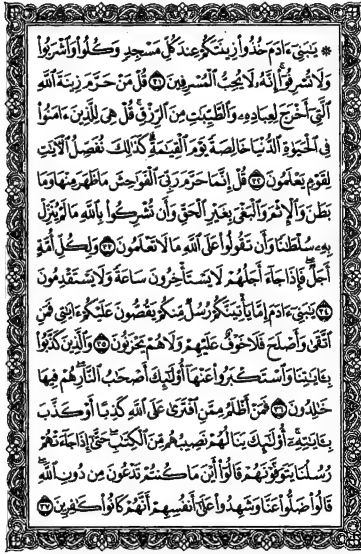 ۞ يَٰبَنِىٓ ءَادَمَ خُذُوا۟ زِينَتَكُمْ عِندَ كُلِّ مَسْجِدٍ وَكُلُوا۟ وَٱشْرَبُوا۟
وَلَا تُسْرِفُوٓا۟ ۚ إِنَّهُۥ لَا يُحِبُّ ٱلْمُسْرِفِينَ ﴿٣١﴾ قُلْ مَنْ حَرَّمَ زِينَةَ ٱللَّهِ
ٱلَّتِىٓ أَخْرَجَ لِعِبَادِهِۦ وَٱلطَّيِّبَٰتِ مِنَ ٱلرِّزْقِ ۚ قُلْ هِىَ لِلَّذِينَ ءَامَنُوا۟
فِى ٱلْحَيَوٰةِ ٱلدُّنْيَا خَالِصَةً يَوْمَ ٱلْقِيَٰمَةِ ۗ كَذَٰلِكَ نُفَصِّلُ ٱلْءَايَٰتِ
لِقَوْمٍ يَعْلَمُونَ ﴿٣٢﴾ قُلْ إِنَّمَا حَرَّمَ رَبِّىَ ٱلْفَوَٰحِشَ مَا ظَهَرَ مِنْهَا وَمَا
بَطَنَ وَٱلْإِثْمَ وَٱلْبَغْىَ بِغَيْرِ ٱلْحَقِّ وَأَن تُشْرِكُوا۟ بِٱللَّهِ مَا لَمْ يُنَزِّلْ
بِهِۦ سُلْطَٰنًا وَأَن تَقُولُوا۟ عَلَى ٱللَّهِ مَا لَا تَعْلَمُونَ ﴿٣٣﴾ وَلِكُلِّ أُمَّةٍ
أَجَلٌ ۖ فَإِذَا جَآءَ أَجَلُهُمْ لَا يَسْتَأْخِرُونَ سَاعَةً ۖ وَلَا يَسْتَقْدِمُونَ
﴿٣٤﴾ يَٰبَنِىٓ ءَادَمَ إِمَّا يَأْتِيَنَّكُمْ رُسُلٌ مِّنكُمْ يَقُصُّونَ عَلَيْكُمْ ءَايَٰتِى ۙ فَمَنِ
ٱتَّقَىٰ وَأَصْلَحَ فَلَا خَوْفٌ عَلَيْهِمْ وَلَا هُمْ يَحْزَنُونَ ﴿٣٥﴾ وَٱلَّذِينَ كَذَّبُوا۟
بِـَٔايَٰتِنَا وَٱسْتَكْبَرُوا۟ عَنْهَآ أُو۟لَٰٓئِكَ أَصْحَٰبُ ٱلنَّارِ ۖ هُمْ فِيهَا
خَٰلِدُونَ ﴿٣٦﴾ فَمَنْ أَظْلَمُ مِمَّنِ ٱفْتَرَىٰ عَلَى ٱللَّهِ كَذِبًا أَوْ كَذَّبَ
بِـَٔايَٰتِهِۦٓ ۚ أُو۟لَٰٓئِكَ يَنَالُهُمْ نَصِيبُهُم مِّنَ ٱلْكِتَٰبِ ۖ حَتَّىٰٓ إِذَا جَآءَتْهُمْ
رُسُلُنَا يَتَوَفَّوْنَهُمْ قَالُوٓا۟ أَيْنَ مَا كُنتُمْ تَدْعُونَ مِن دُونِ ٱللَّهِ ۖ
قَالُوا۟ ضَلُّوا۟ عَنَّا وَشَهِدُوا۟ عَلَىٰٓ أَنفُسِهِمْ أَنَّهُمْ كَانُوا۟ كَٰفِرِينَ ﴿٣٧﴾